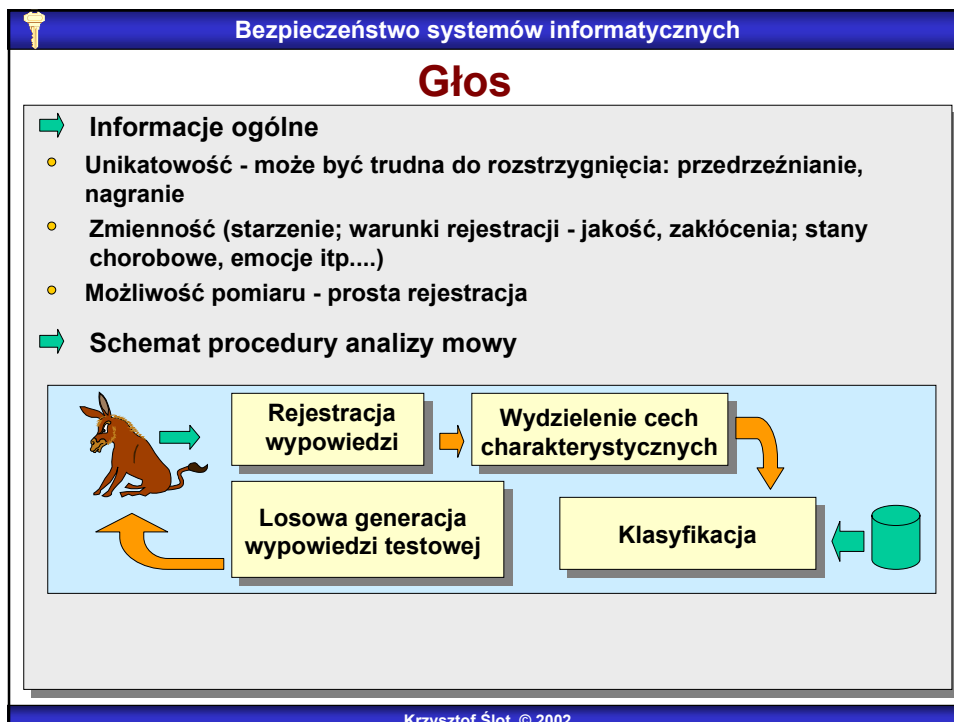 Bezpieczeństwo systemów informatycznych
Głos
Informacje ogólne
Unikatowość - może być trudna do rozstrzygnięcia: przedrzeźnianie,
nagranie
Zmienność (starzenie; warunki rejestracji - jakość, zakłócenia; stany
chorobowe, emocje itp....)
Możliwość pomiaru - prosta rejestracja
Schemat procedury analizy mowy
Rejestracja
wypowiedzi
Wydzielenie cech
charakterystycznych
Losowa generacja
wypowiedzi testowej
Klasyfikacja
Krzysztof Ślot, © 2002